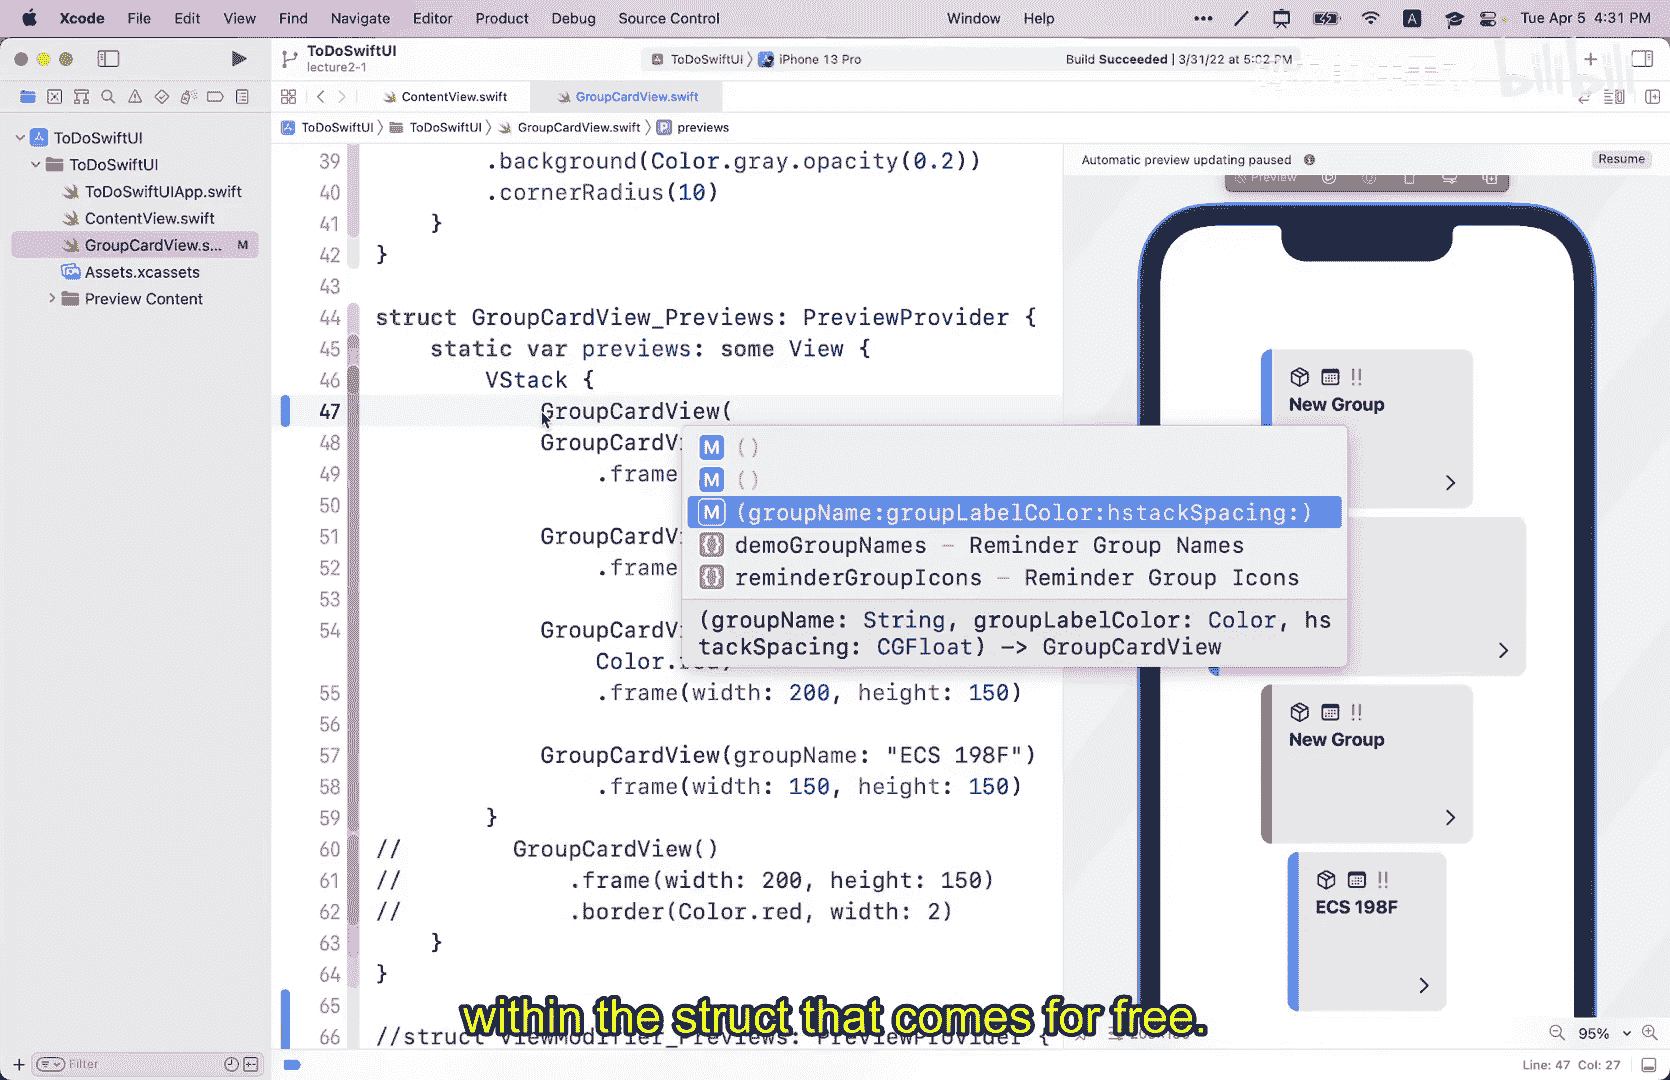 Xcode File Edit View Find Navigate Editor Product Debug Source Control Window Help Tue Apr 5 4:31 PM
ToDoSwiftUI
lecture2-1
ToDoSwiftUI iPhone 13 Pro
Build Succeeded | 3/31/22 at 5:02 PM
ContentView.swift
GroupCardView.swift
ToDoSwiftUI ToDoSwiftUI GroupCardView.swift previews
ToDoSwiftUI
ToDoSwiftUI
ToDoSwiftUIApp.swift
ContentView.swift
GroupCardView.s... M
Assets.xcassets
Preview Content
39 .background(Color.gray.opacity(0.2))
40 .cornerRadius(10)
41 }
42 }
43
44 struct GroupCardView_Previews: PreviewProvider {
45 static var previews: some View {
46 VStack {
47 GroupCardView(
48 GroupCardVi
49 .frame
50
51 GroupCardVi
52 .frame
53
54 GroupCardVi
Color.red)
55 .frame(width: 200, height: 150)
56
57 GroupCardView(groupName: "ECS 198F")
58 .frame(width: 150, height: 150)
59 }
60 // GroupCardView()
61 // .frame(width: 200, height: 150)
62 // .border(Color.red, width: 2)
63 }
64 }
65
66 //struct ViewModifier_Previews: PreviewProvider {
M ()
M ()
M (groupName:groupLabelColor:hstackSpacing:)
demoGroupNames — Reminder Group Names
reminderGroupIcons — Reminder Group Icons
(groupName: String, groupLabelColor: Color, hs
tackSpacing: CGFloat) -> GroupCardView
Automatic preview updating paused
Resume
Preview
!!
New Group
!!
New Group
!!
ECS 198F
within the struct that comes for free.
95%
Filter
Line: 47 Col: 27
bilibili